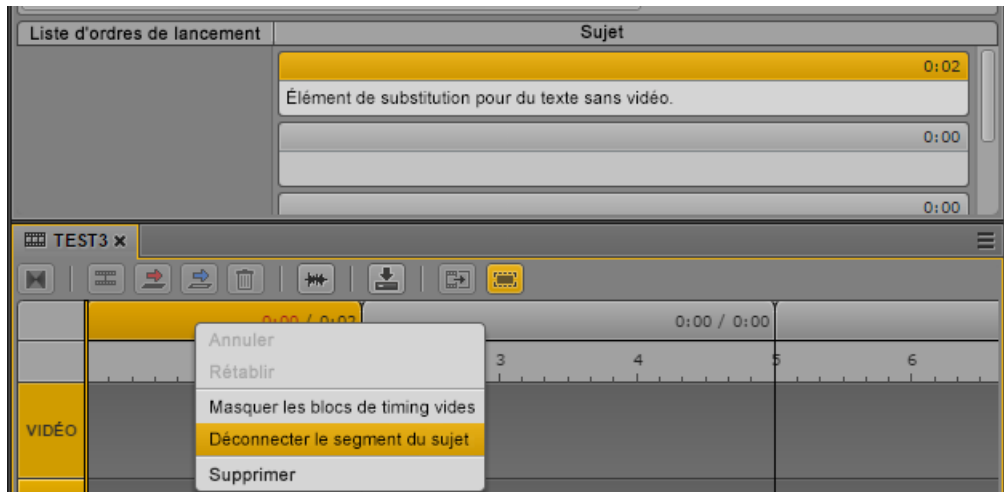 Liste d'ordres de lancement Sujet
0:02
Élément de substitution pour du texte sans vidéo.
0:00
0:00
TEST3 ×
0:00 / 0:02 0:00 / 0:00
Annuler
3 4 5 6
Rétablir
Masquer les blocs de timing vides
VIDÉO
Déconnecter le segment du sujet
Supprimer